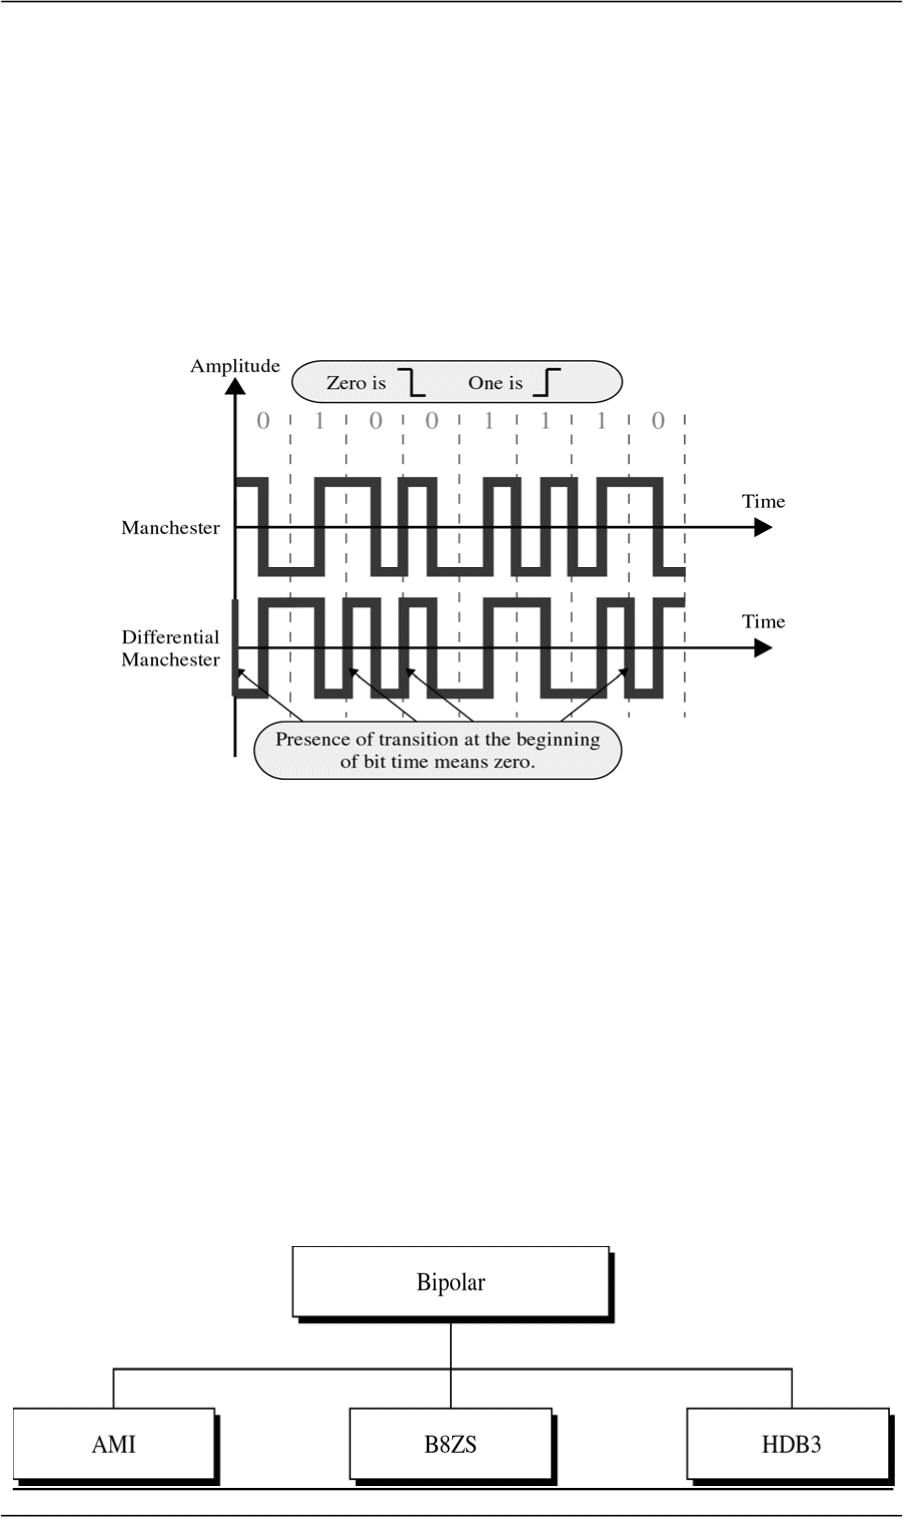 Amplitude
Zero is One is
0 1 0 0 1 1 1 0
Time
Manchester
Time
Differential
Manchester
Presence of transition at the beginning
of bit time means zero.
Bipolar
AMI B8ZS HDB3